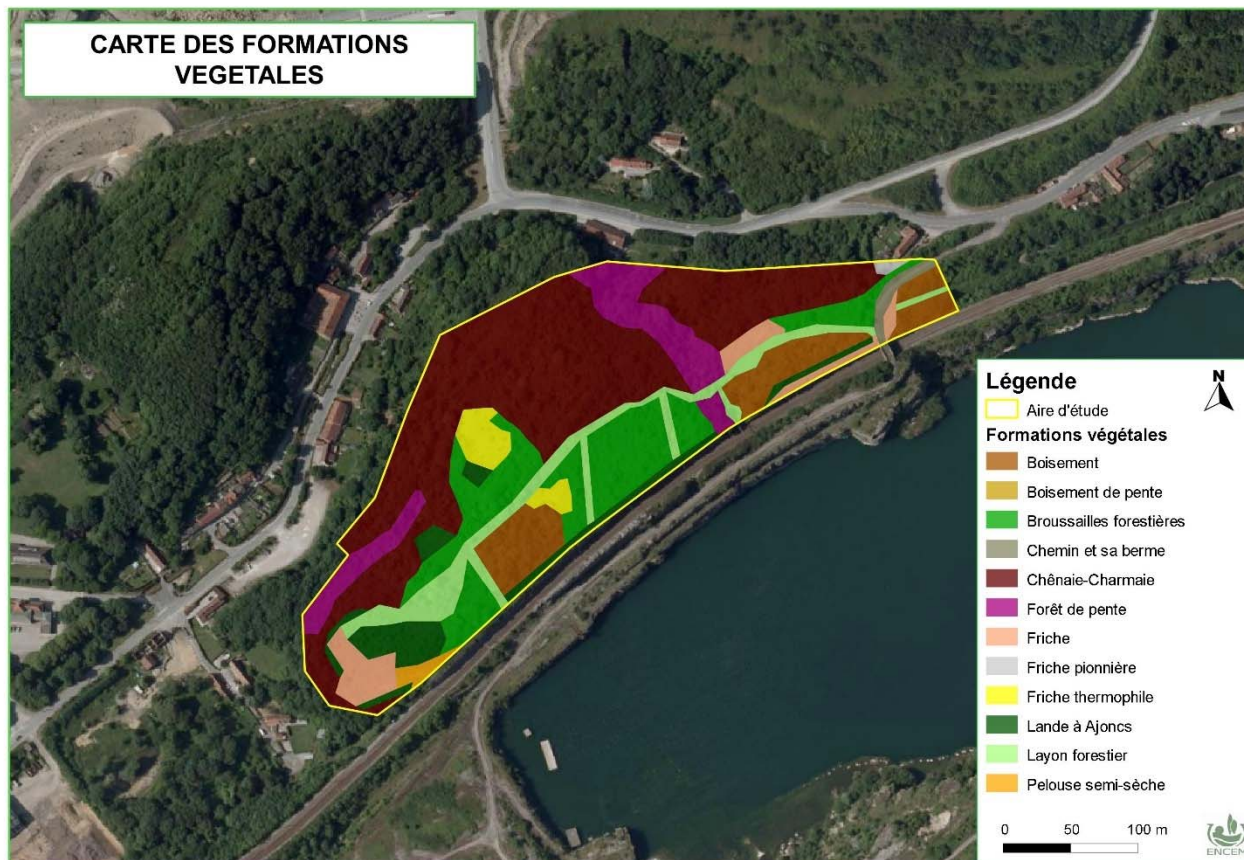 CARTE DES FORMATIONS
VEGETALES
Légende
N
Aire d'étude
Formations végétales
Boisement
Boisement de pente
Broussailles forestières
Chemin et sa berme
Chênaie-Charmaie
Forêt de pente
Friche
Friche pionnière
Friche thermophile
Lande à Ajoncs
Layon forestier
Pelouse semi-sèche
0 50 100 m
ENCEM